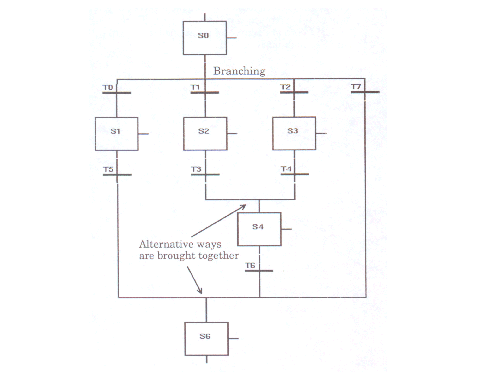 S0
Branching
T0 T1 T2 T7
S1 S2 S3
T5 T3 T4
S4
Alternative ways
are brought together
T6
S6